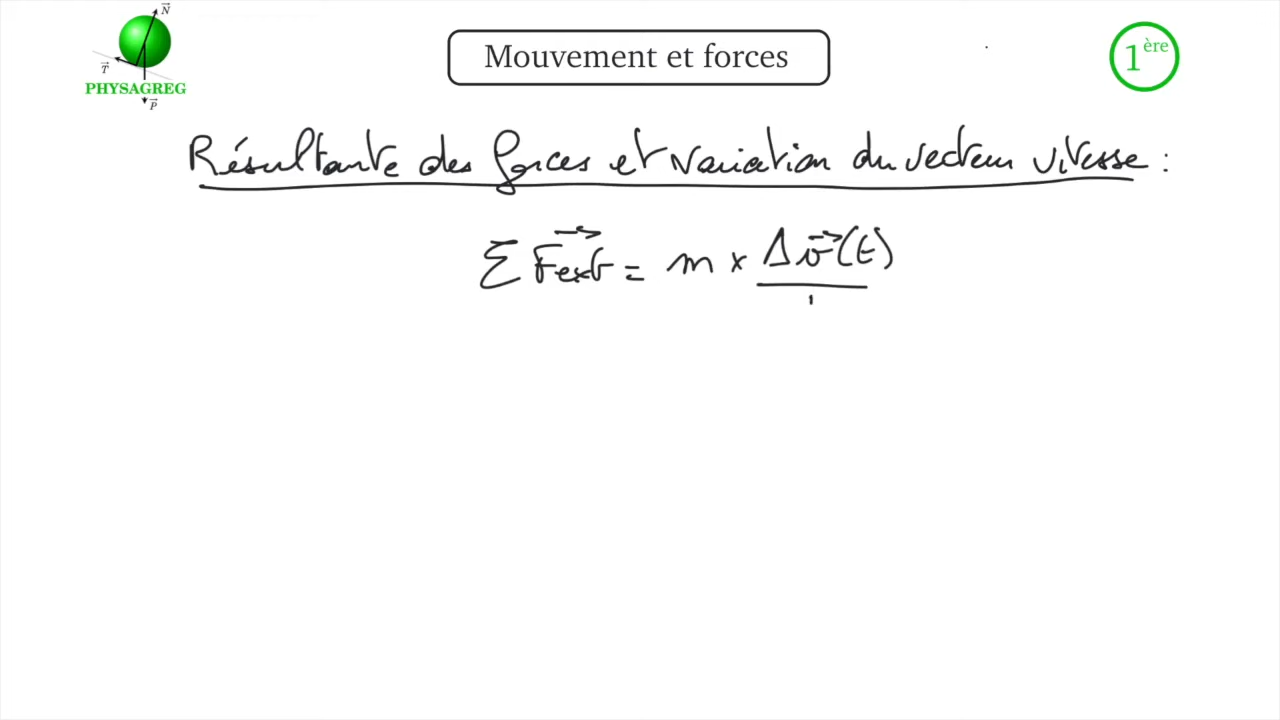 N
T
PHYSAGREG
P
Mouvement et forces
1ère
Résultante des forces et variation du vecteur vitesse :
Σ F⃗ext = m × Δv⃗(t)